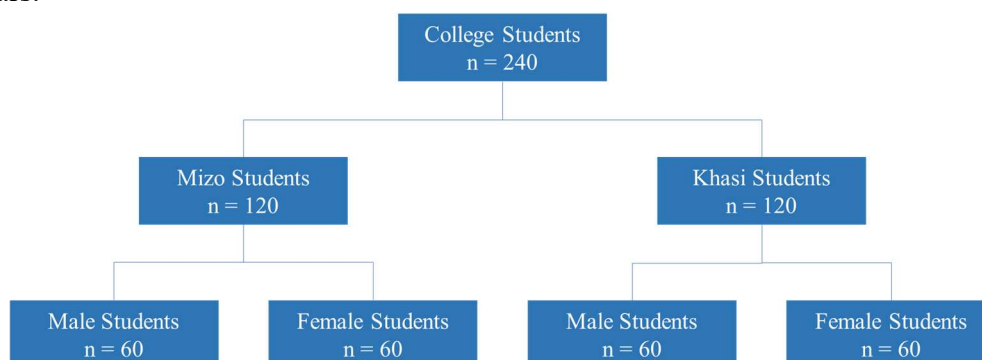 College Students
n = 240
Mizo Students
n = 120
Khasi Students
n = 120
Male Students
n = 60
Female Students
n = 60
Male Students
n = 60
Female Students
n = 60